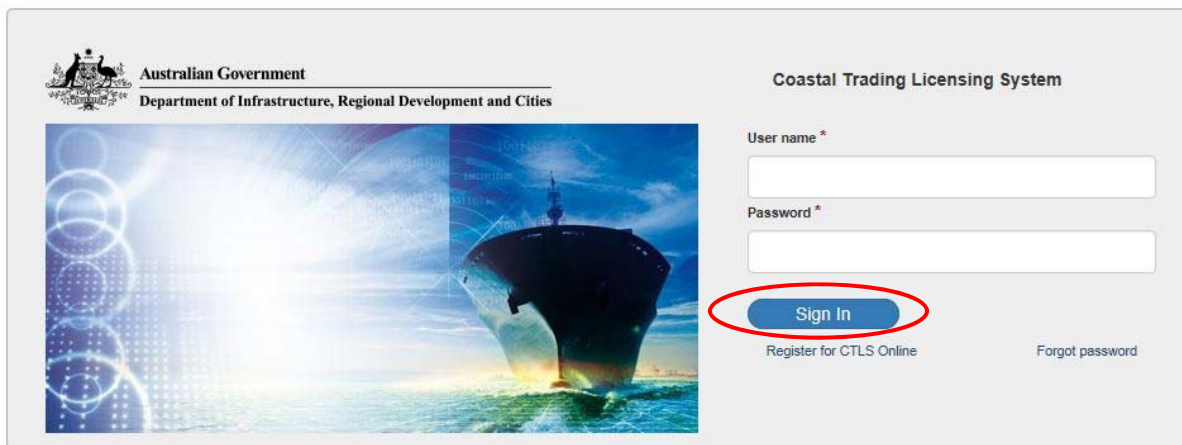 Australian Government
Department of Infrastructure, Regional Development and Cities
Coastal Trading Licensing System
User name *
Password *
Sign In
Register for CTLS Online
Forgot password